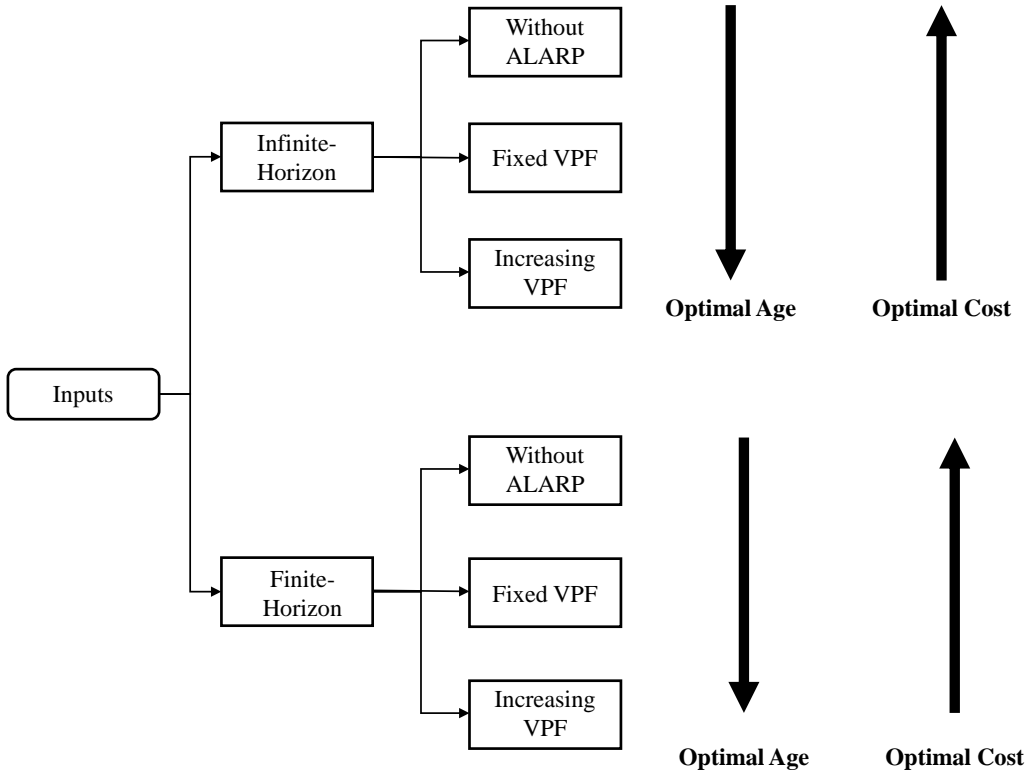 Without
ALARP
Infinite-
Horizon
Fixed VPF
Increasing
VPF
Optimal Age
Optimal Cost
Inputs
Without
ALARP
Finite-
Horizon
Fixed VPF
Increasing
VPF
Optimal Age
Optimal Cost